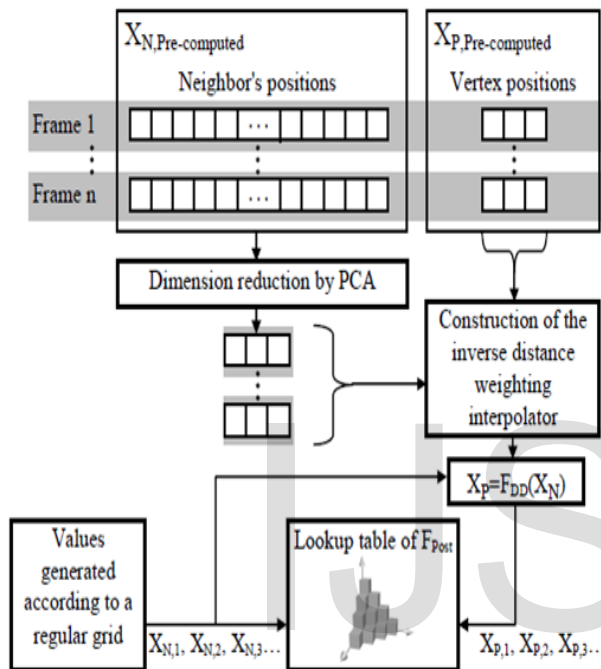 X_N,Pre-computed
X_P,Pre-computed
Neighbor's positions
Vertex positions
Frame 1
...
Frame n
...
Dimension reduction by PCA
Construction of the
inverse distance
weighting
interpolator
X_P=F_DD(X_N)
Values
generated
according to a
regular grid
Lookup table of F_Post
X_N,1, X_N,2, X_N,3...
X_P,1, X_P,2, X_P,3...
IJS